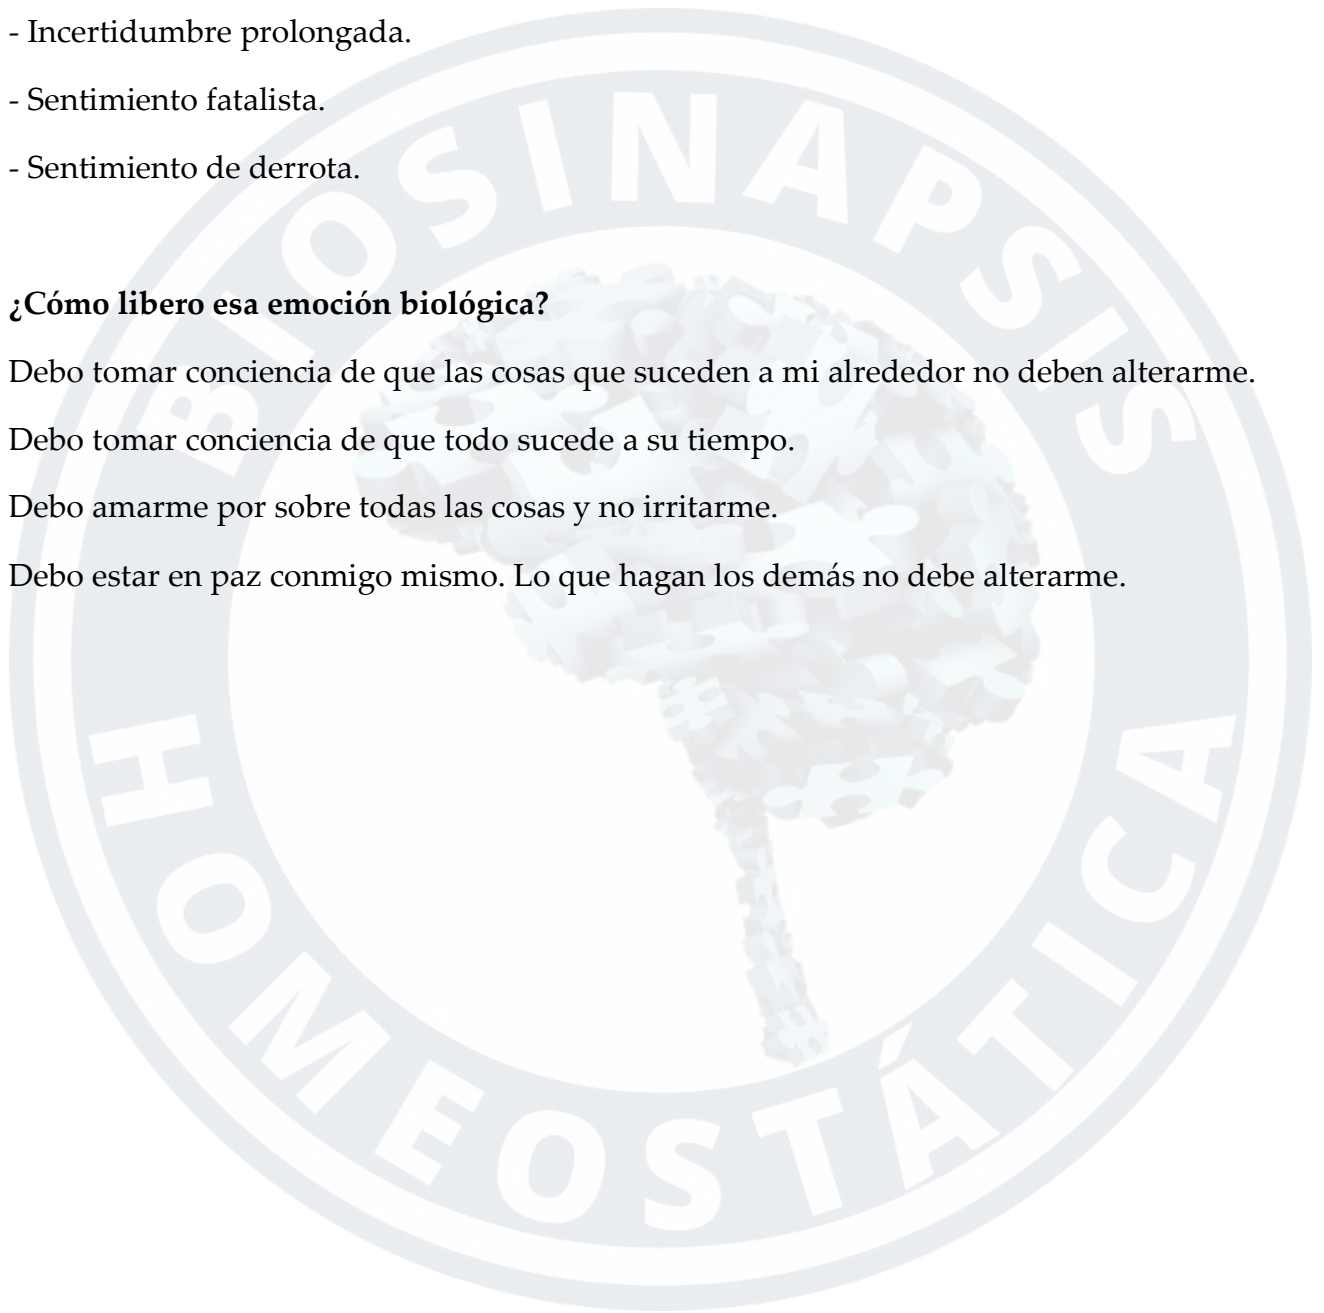 - Incertidumbre prolongada.
- Sentimiento fatalista.
- Sentimiento de derrota.
¿Cómo libero esa emoción biológica?
Debo tomar conciencia de que las cosas que suceden a mi alrededor no deben alterarme.
Debo tomar conciencia de que todo sucede a su tiempo.
Debo amarme por sobre todas las cosas y no irritarme.
Debo estar en paz conmigo mismo. Lo que hagan los demás no debe alterarme.
BIOSINAPSIS
HOMEOSTÁTICA